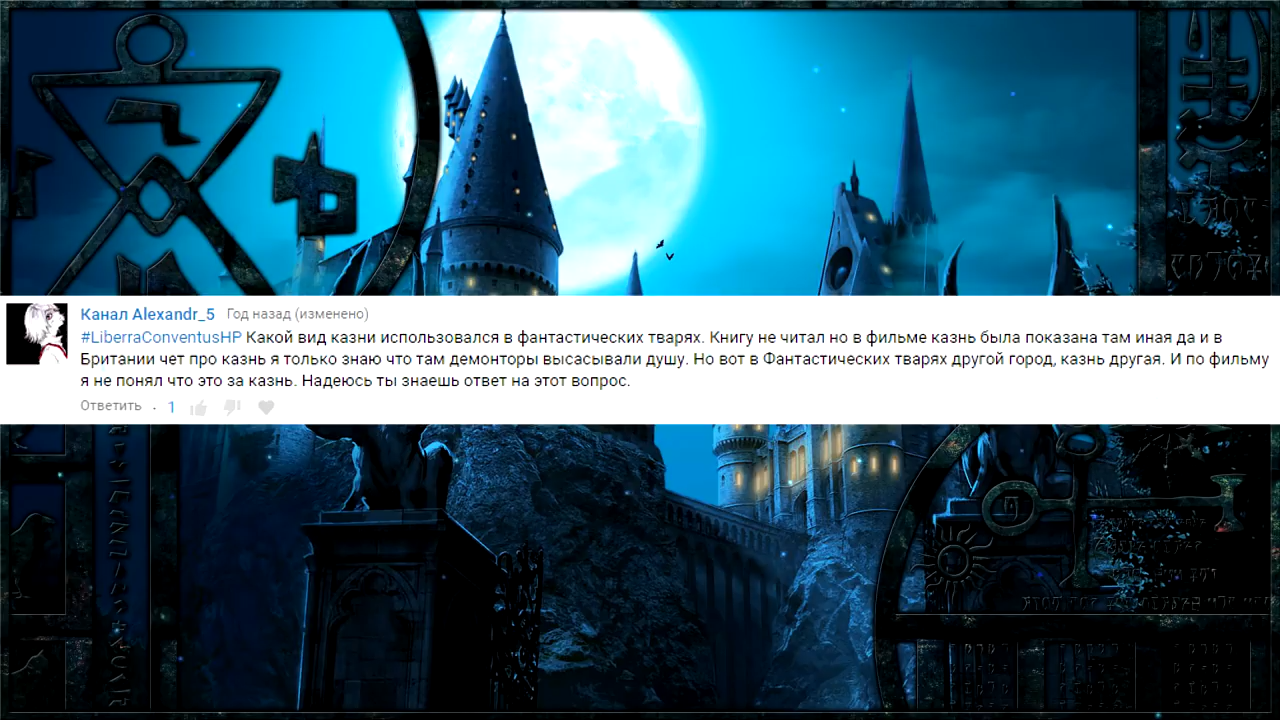 Канал Alexandr_5 Год назад (изменено)
#LiberraConventusHP Какой вид казни использовался в фантастических тварях. Книгу не читал но в фильме казнь была показана там иная да и в
Британии чет про казнь я только знаю что там демонторы высасывали душу. Но вот в Фантастических тварях другой город, казнь другая. И по фильму
я не понял что это за казнь. Надеюсь ты знаешь ответ на этот вопрос.
Ответить · 1